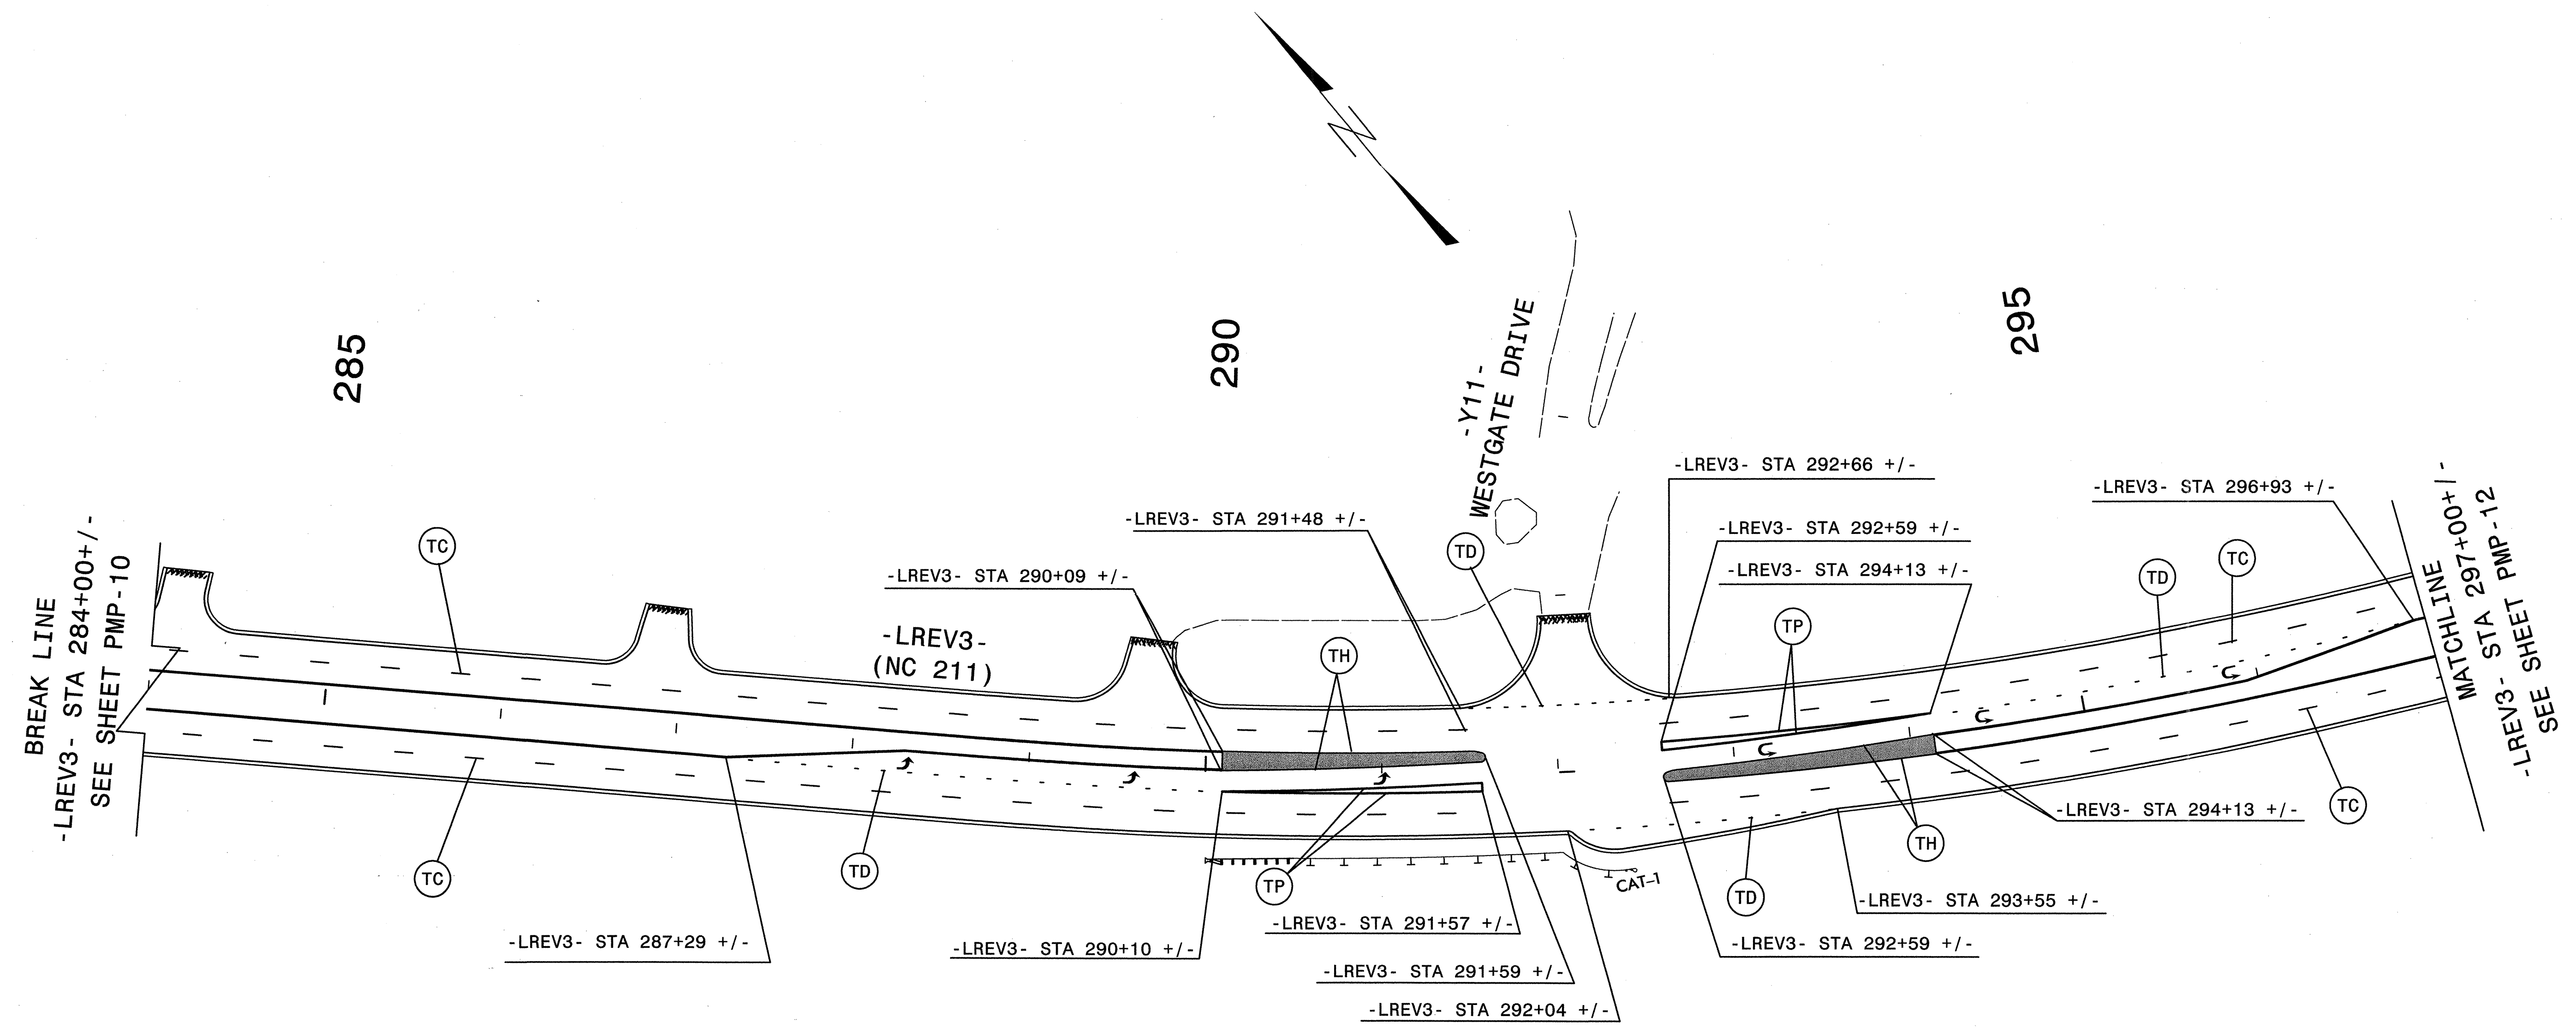 285
290
295
-Y11-
WESTGATE DRIVE
BREAK LINE
-LREV3- STA 284+00+/-
SEE SHEET PMP-10
TC
-LREV3- STA 290+09 +/-
-LREV3- STA 291+48 +/-
TD
-LREV3- STA 292+66 +/-
-LREV3- STA 292+59 +/-
-LREV3- STA 294+13 +/-
TP
-LREV3- STA 296+93 +/-
TD
TC
MATCHLINE
-LREV3- STA 297+00+/-
SEE SHEET PMP-12
-LREV3-
(NC 211)
TH
TC
TD
TP
CAT-1
TH
TD
TC
-LREV3- STA 294+13 +/-
-LREV3- STA 293+55 +/-
-LREV3- STA 292+59 +/-
-LREV3- STA 287+29 +/-
-LREV3- STA 290+10 +/-
-LREV3- STA 291+57 +/-
-LREV3- STA 291+59 +/-
-LREV3- STA 292+04 +/-